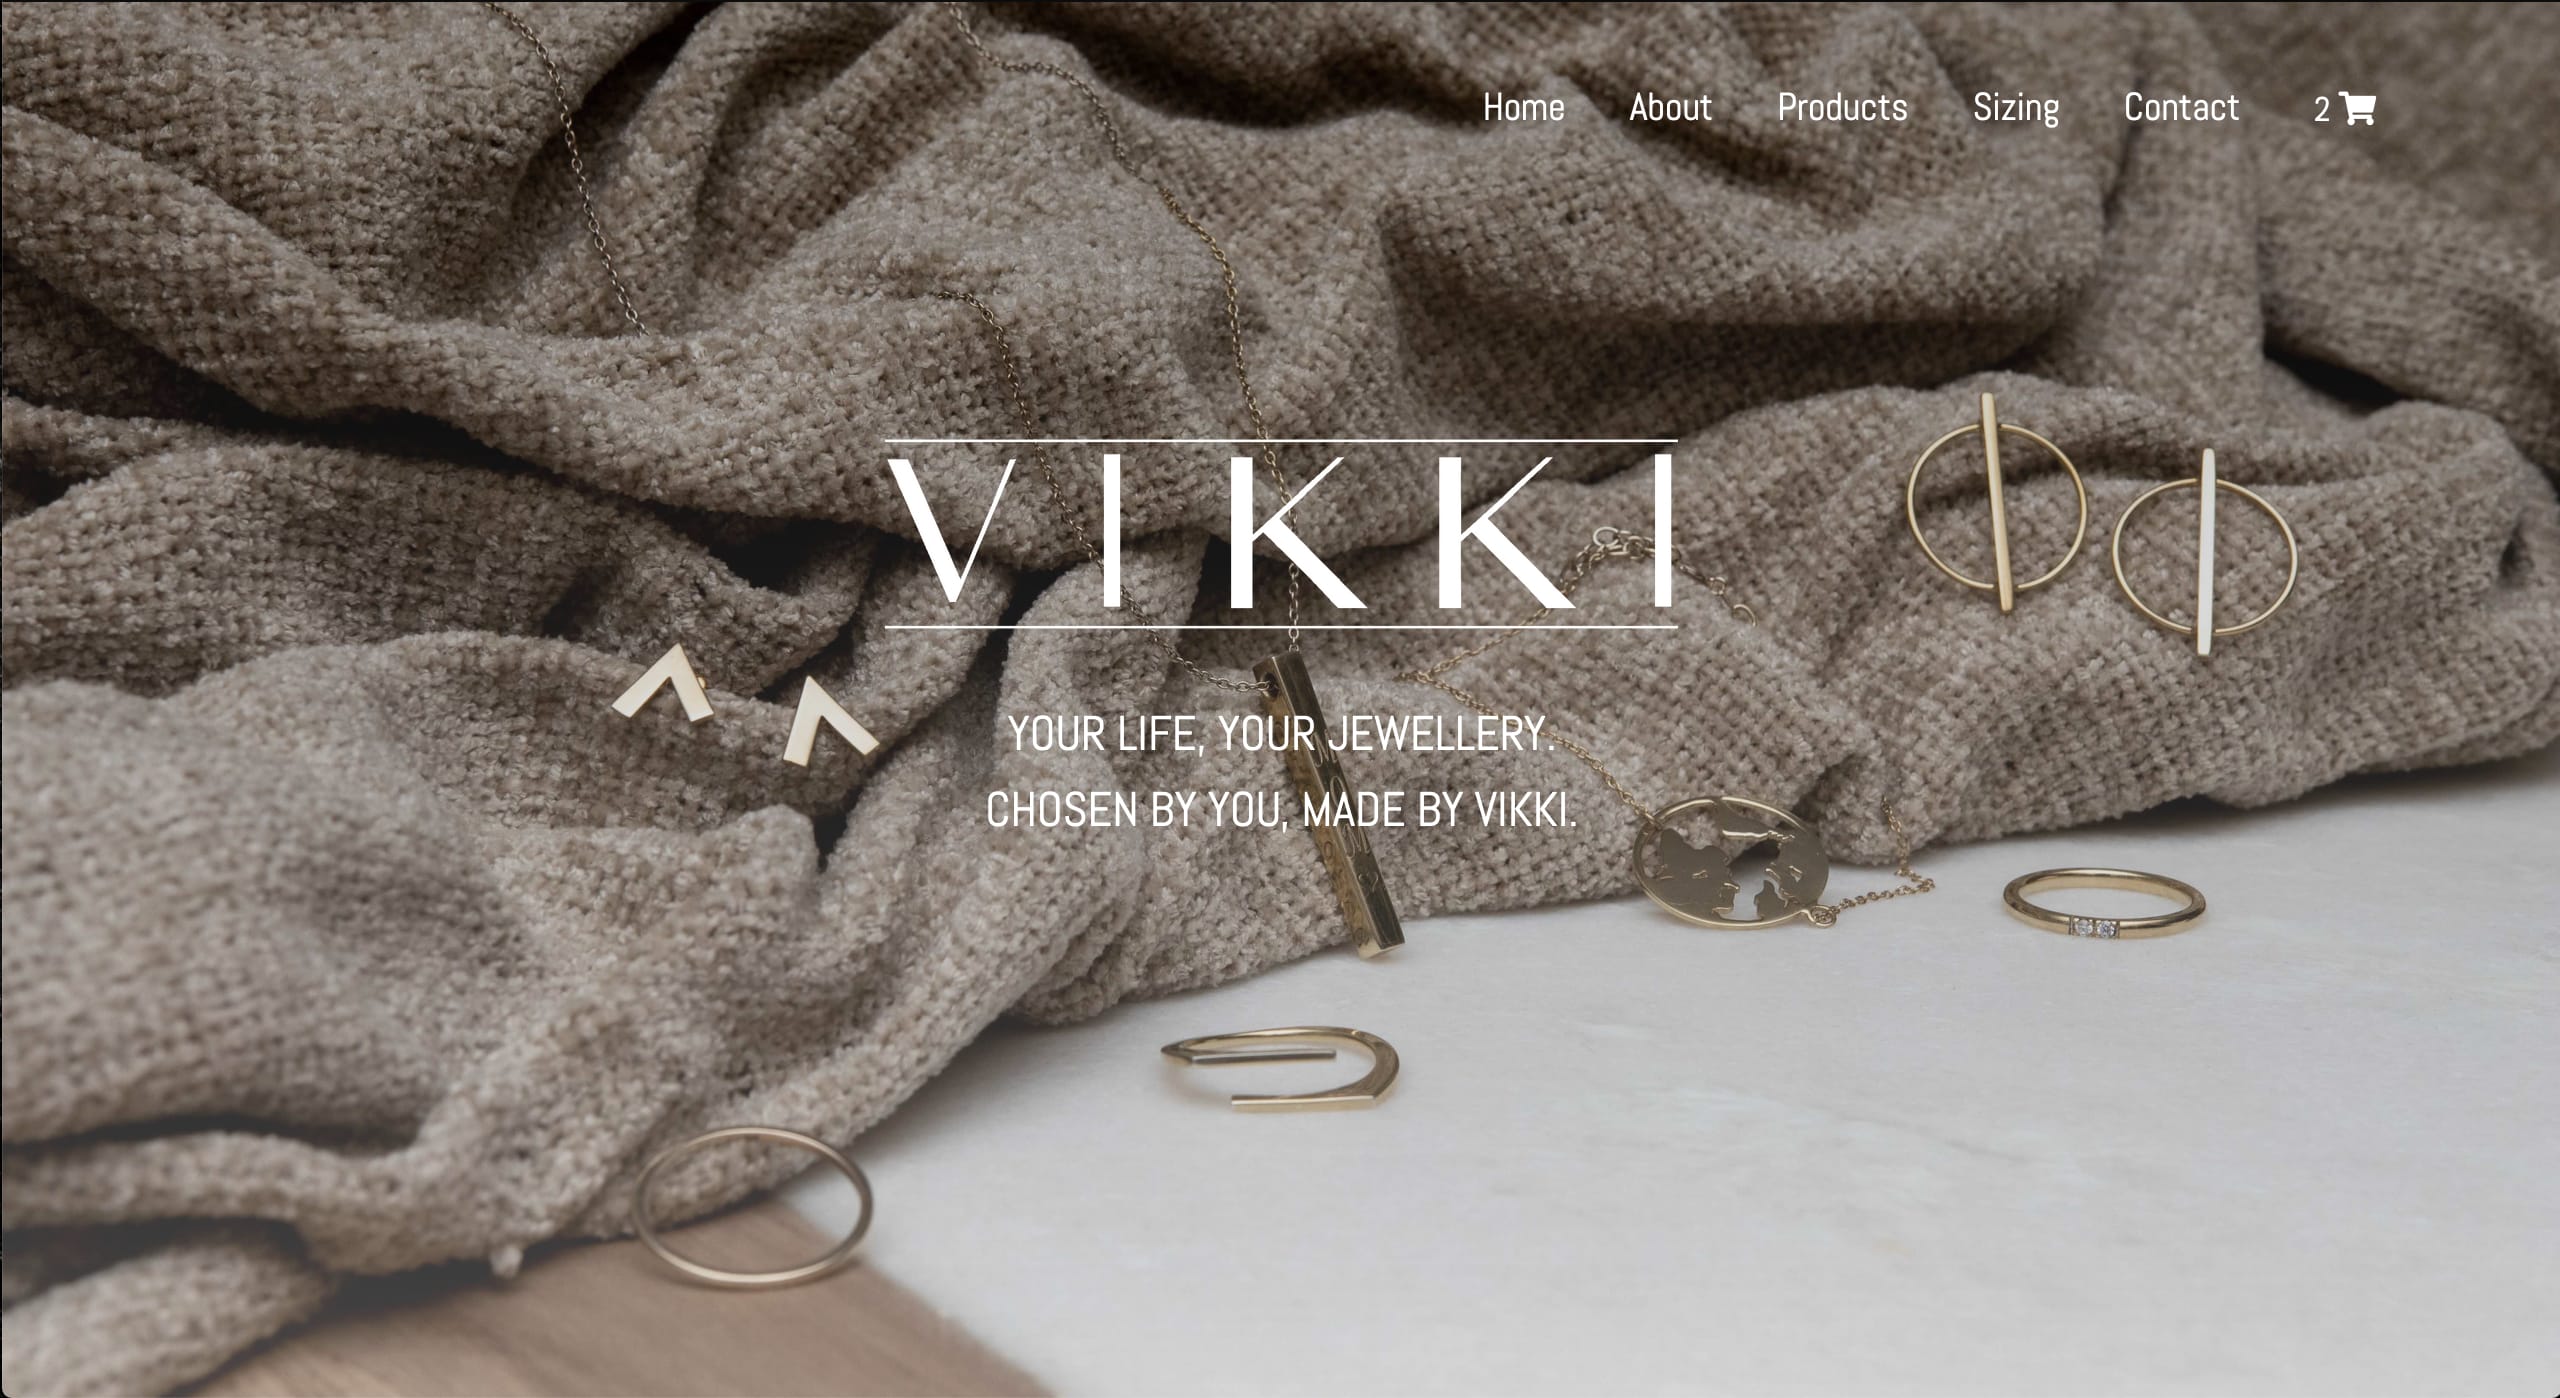 Home About Products Sizing Contact 2
VIKKI
YOUR LIFE, YOUR JEWELLERY.
CHOSEN BY YOU, MADE BY VIKKI.